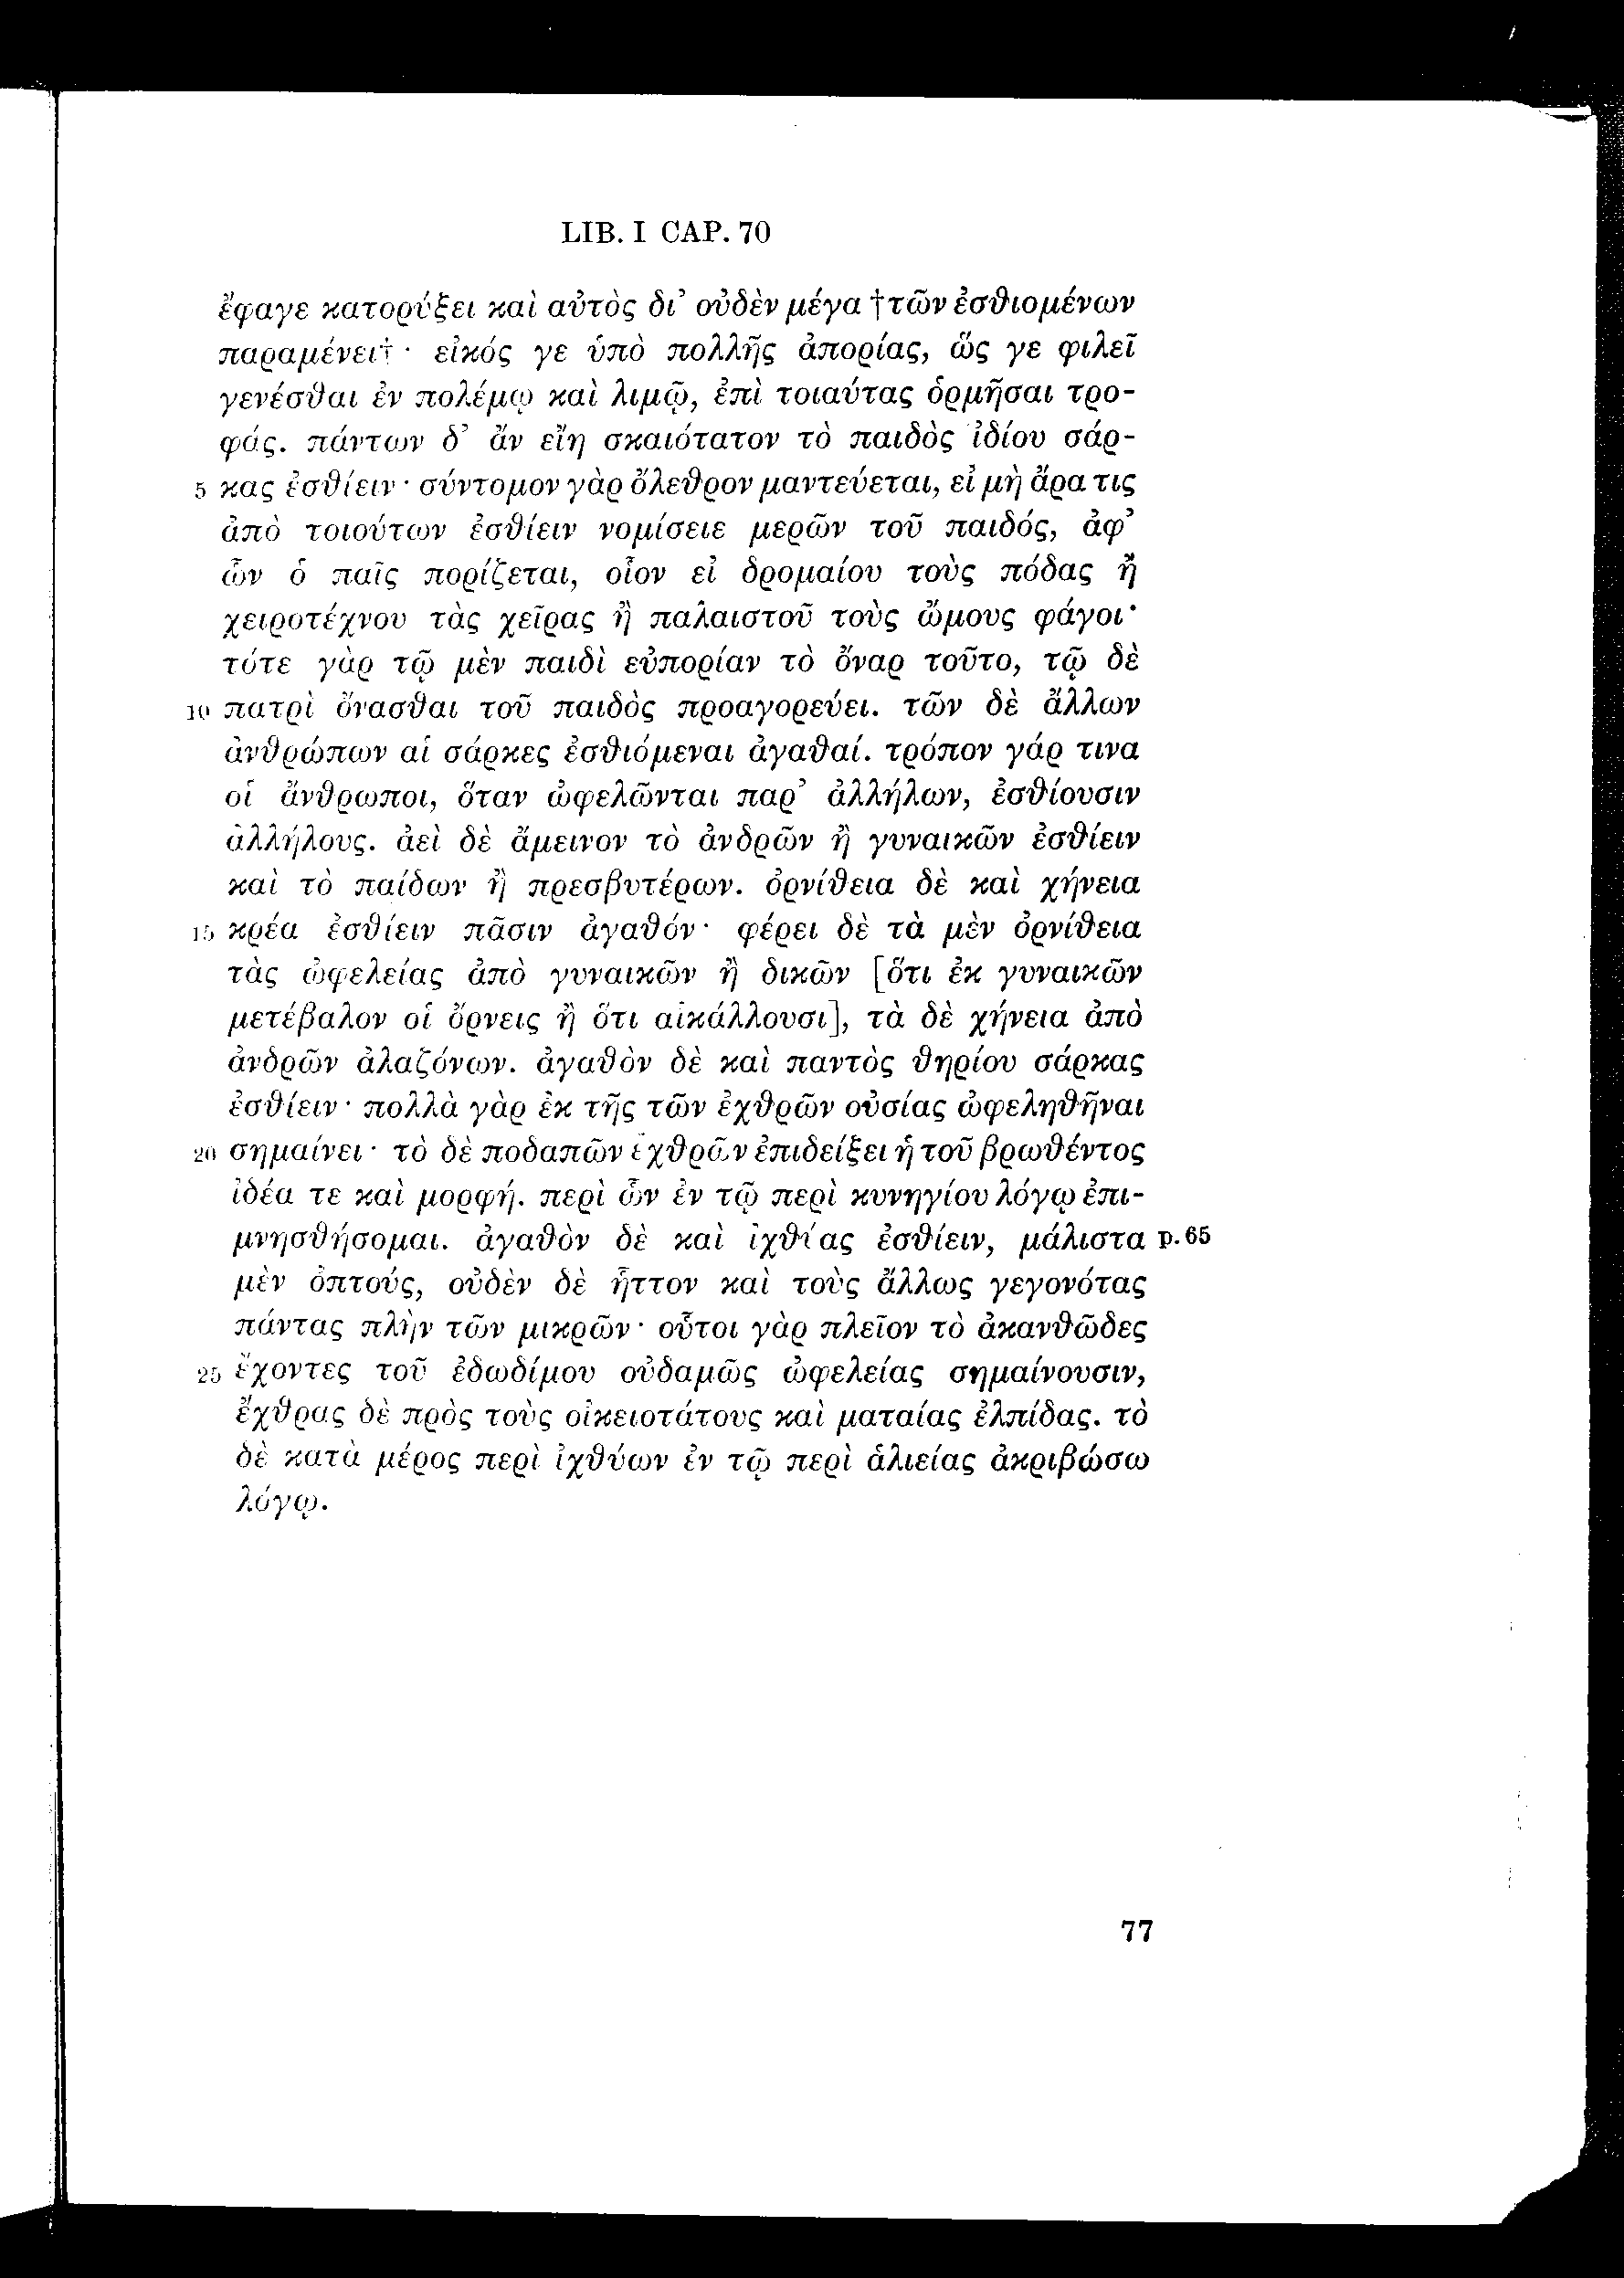 LIB. I CAP. 70
ἔφαγε κατορύξει καὶ αὐτὸς δι᾽ οὐδὲν μέγα †τῶν ἐσθιομένων
παραμένει† · εἰκός γε ὑπὸ πολλῆς ἀπορίας, ὥς γε φιλεῖ
γενέσθαι ἐν πολέμῳ καὶ λιμῷ, ἐπὶ τοιαύτας ὁρμῆσαι τρο-
φάς. πάντων δ᾽ ἂν εἴη σκαιότατον τὸ παιδὸς ἰδίου σάρ-
5 κας ἐσθίειν · σύντομον γὰρ ὄλεθρον μαντεύεται, εἰ μὴ ἄρα τις
ἀπὸ τοιούτων ἐσθίειν νομίσειε μερῶν τοῦ παιδός, ἀφ᾽
ὧν ὁ παῖς πορίζεται, οἷον εἰ δρομαίου τοὺς πόδας ἢ
χειροτέχνου τὰς χεῖρας ἢ παλαιστοῦ τοὺς ὤμους φάγοι ·
τότε γὰρ τῷ μὲν παιδὶ εὐπορίαν τὸ ὄναρ τοῦτο, τῷ δὲ
10 πατρὶ ὄνασθαι τοῦ παιδὸς προαγορεύει. τῶν δὲ ἄλλων
ἀνθρώπων αἱ σάρκες ἐσθιόμεναι ἀγαθαί. τρόπον γάρ τινα
οἱ ἄνθρωποι, ὅταν ὠφελῶνται παρ᾽ ἀλλήλων, ἐσθίουσιν
ἀλλήλους. ἀεὶ δὲ ἄμεινον τὸ ἀνδρῶν ἢ γυναικῶν ἐσθίειν
καὶ τὸ παίδων ἢ πρεσβυτέρων. ὀρνίθεια δὲ καὶ χήνεια
15 κρέα ἐσθίειν πᾶσιν ἀγαθόν · φέρει δὲ τὰ μὲν ὀρνίθεια
τὰς ὠφελείας ἀπὸ γυναικῶν ἢ δικῶν [ὅτι ἐκ γυναικῶν
μετέβαλον οἱ ὄρνεις ἢ ὅτι αἰκάλλουσι], τὰ δὲ χήνεια ἀπὸ
ἀνδρῶν ἀλαζόνων. ἀγαθὸν δὲ καὶ παντὸς θηρίου σάρκας
ἐσθίειν · πολλὰ γὰρ ἐκ τῆς τῶν ἐχθρῶν οὐσίας ὠφεληθῆναι
20 σημαίνει · τὸ δὲ ποδαπῶν ἐχθρῶν ἐπιδείξει ἡ τοῦ βρωθέντος
ἰδέα τε καὶ μορφή. περὶ ὧν ἐν τῷ περὶ κυνηγίου λόγῳ ἐπι-
μνησθήσομαι. ἀγαθὸν δὲ καὶ ἰχθύας ἐσθίειν, μάλιστα p. 65
μὲν ὀπτούς, οὐδὲν δὲ ἧττον καὶ τοὺς ἄλλως γεγονότας
πάντας πλὴν τῶν μικρῶν · οὗτοι γὰρ πλεῖον τὸ ἀκανθῶδες
25 ἔχοντες τοῦ ἐδωδίμου οὐδαμῶς ὠφελείας σημαίνουσιν,
ἔχθρας δὲ πρὸς τοὺς οἰκειοτάτους καὶ ματαίας ἐλπίδας. τὸ
δὲ κατὰ μέρος περὶ ἰχθύων ἐν τῷ περὶ ἁλιείας ἀκριβώσω
λόγῳ.
77